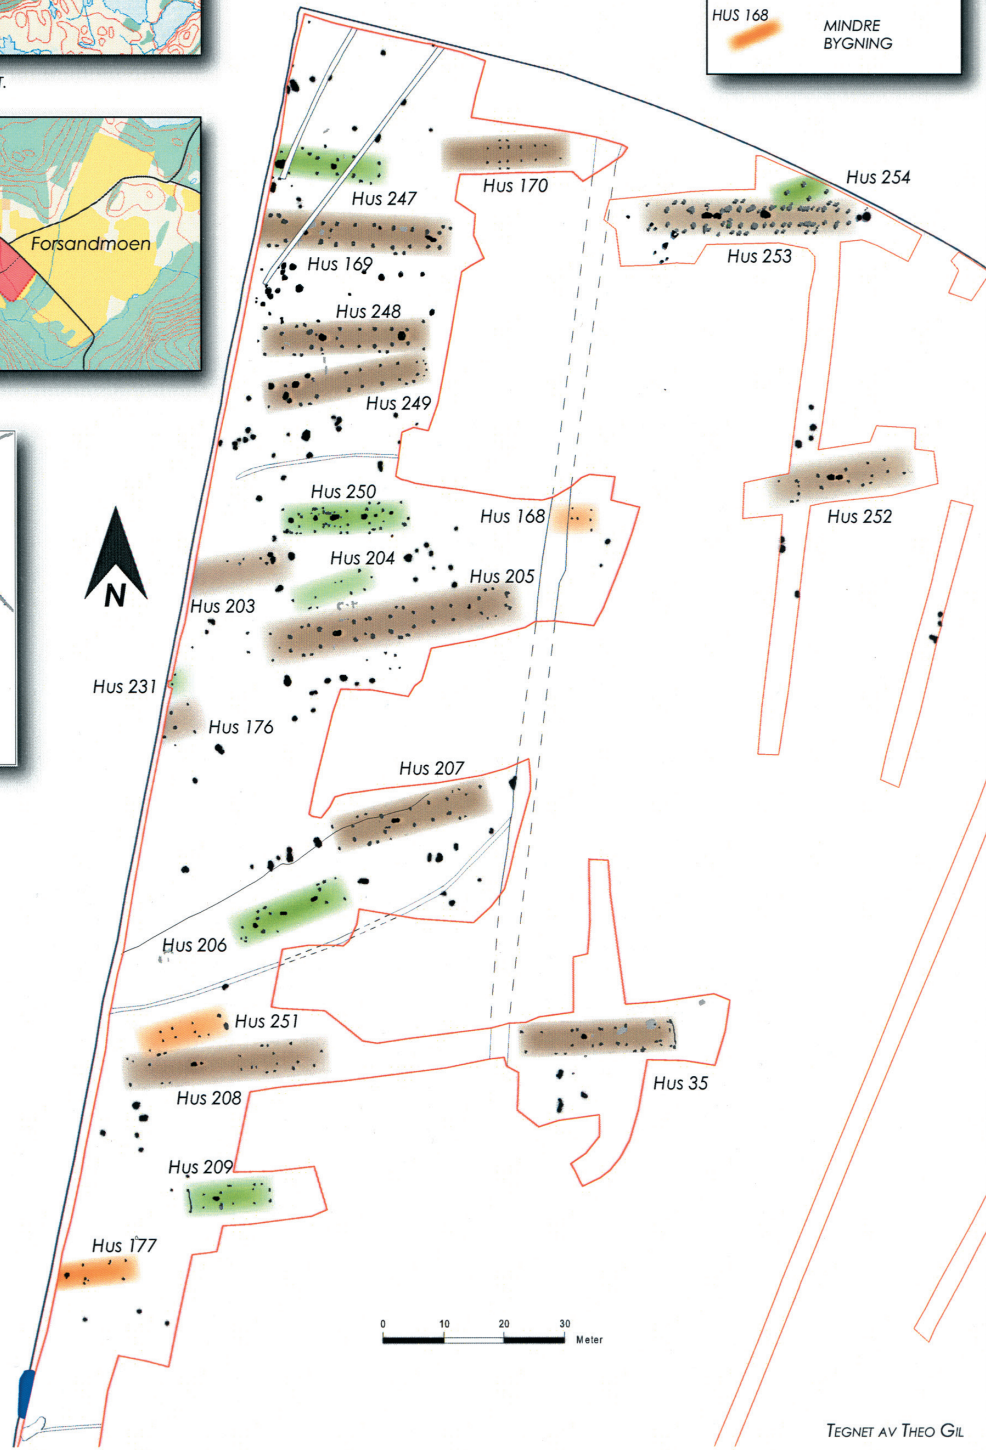 HUS 168
MINDRE
BYGNING
T.
Forsandmoen
Hus 247
Hus 170
Hus 254
Hus 169
Hus 253
Hus 248
Hus 249
Hus 250
Hus 168
Hus 252
Hus 204
Hus 205
Hus 203
N
Hus 231
Hus 176
Hus 207
Hus 206
Hus 251
Hus 35
Hus 208
Hus 209
Hus 177
0 10 20 30
Meter
TEGNET AV THEO GIL